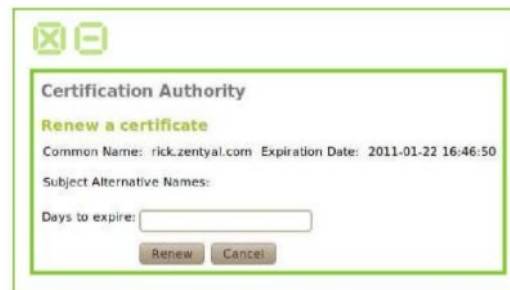 Certification Authority
Renew a certificate
Common Name: rick.zentyal.com Expiration Date: 2011-01-22 16:46:50
Subject Alternative Names:
Days to expire:
Renew Cancel